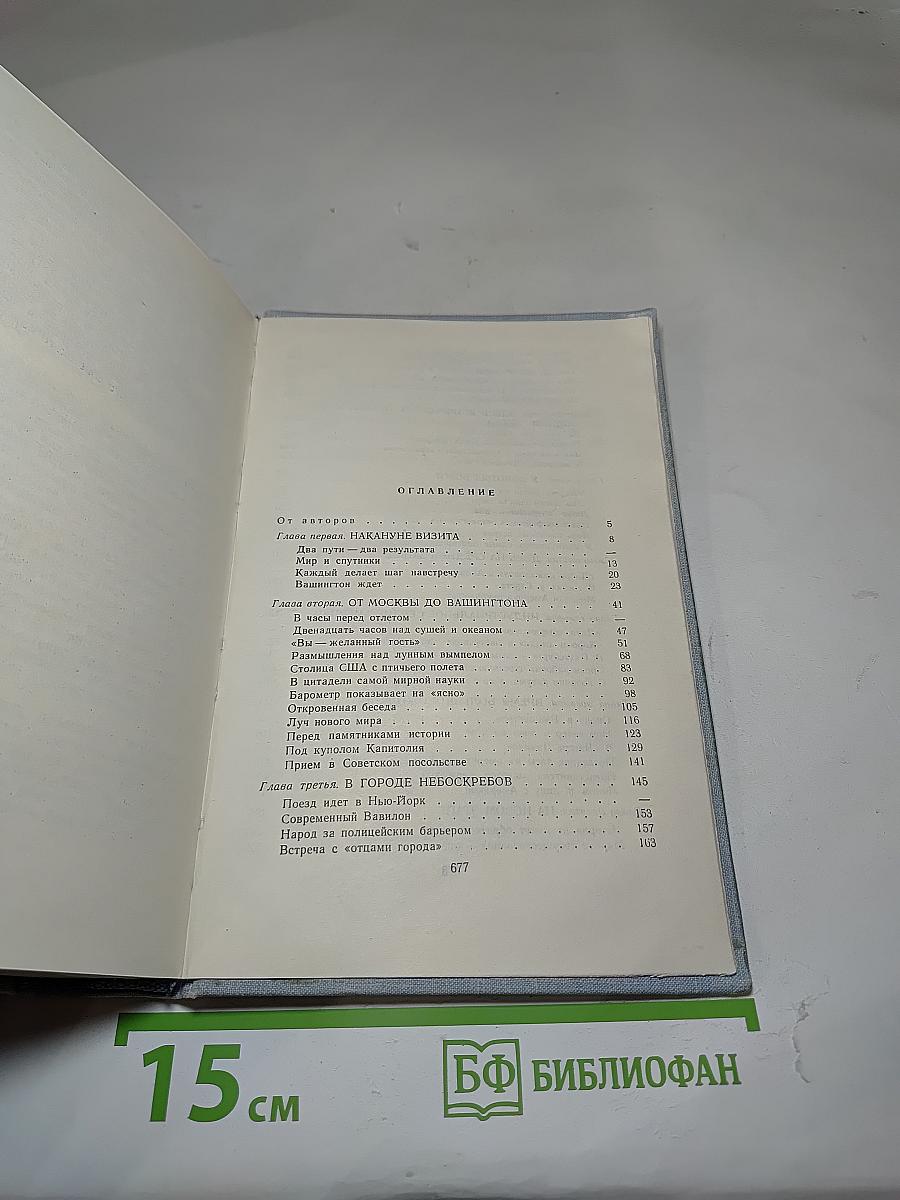 ОГЛАВЛЕНИЕ
От авторов . . . . . . . . . . . . . . . . . . 5
Глава первая. НАКАНУНЕ ВИЗИТА . . . . . . . . . . 8
Два пути — два результата . . . . . . . . . . —
Мир и спутники . . . . . . . . . . 13
Каждый делает шаг навстречу . . . . . . . . . . 20
Вашингтон ждет . . . . . . . . . . 23
Глава вторая. ОТ МОСКВЫ ДО ВАШИНГТОНА . . . . . 41
В часы перед отлетом . . . . . . . . . . —
Двенадцать часов над сушей и океаном . . . . . . 47
«Вы — желанный гость» . . . . . . . . . . 51
Размышления над лунным вымпелом . . . . . . . 68
Столица США с птичьего полета . . . . . . . . 83
В цитадели самой мирной науки . . . . . . . . 92
Барометр показывает на «ясно» . . . . . . . . 98
Откровенная беседа . . . . . . . . . . 105
Луч нового мира . . . . . . . . . . 116
Перед памятниками истории . . . . . . . . . . 123
Под куполом Капитолия . . . . . . . . . . 129
Прием в Советском посольстве . . . . . . . . . . 141
Глава третья. В ГОРОДЕ НЕБОСКРЕБОВ . . . . . . . 145
Поезд идет в Нью-Йорк . . . . . . . . . . —
Современный Вавилон . . . . . . . . . . 153
Народ за полицейским барьером . . . . . . . . 157
Встреча с «отцами города» . . . . . . . . . . 163
677
15 см
БФ БИБЛИОФАН